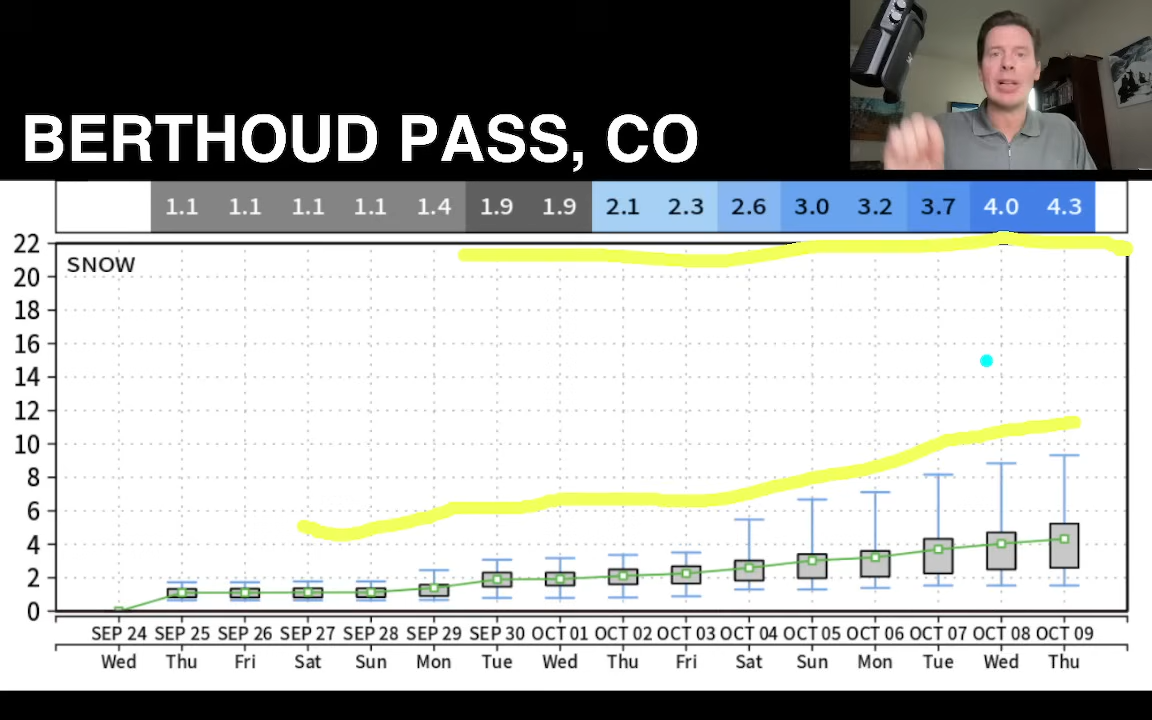 BERTHOUD PASS, CO
1.1 1.1 1.1 1.1 1.4 1.9 1.9 2.1 2.3 2.6 3.0 3.2 3.7 4.0 4.3
22
SNOW
20
18
16
14
12
10
8
6
4
2
0
SEP 24 SEP 25 SEP 26 SEP 27 SEP 28 SEP 29 SEP 30 OCT 01 OCT 02 OCT 03 OCT 04 OCT 05 OCT 06 OCT 07 OCT 08 OCT 09
Wed Thu Fri Sat Sun Mon Tue Wed Thu Fri Sat Sun Mon Tue Wed Thu